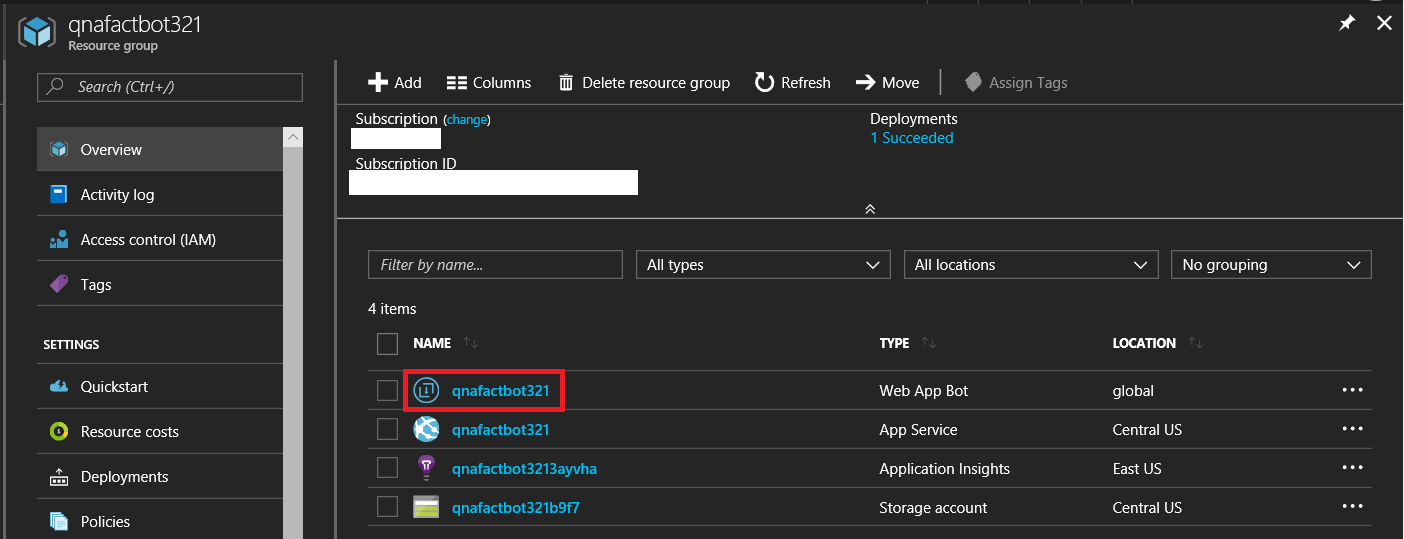 qnafactbot321
Resource group
Search (Ctrl+/)
Overview
Activity log
Access control (IAM)
Tags
SETTINGS
Quickstart
Resource costs
Deployments
Policies
Add Columns Delete resource group Refresh Move Assign Tags
Subscription (change) Deployments
1 Succeeded
Subscription ID
Filter by name... All types All locations No grouping
4 items
NAME TYPE LOCATION
qnafactbot321 Web App Bot global
qnafactbot321 App Service Central US
qnafactbot3213ayvha Application Insights East US
qnafactbot321b9f7 Storage account Central US